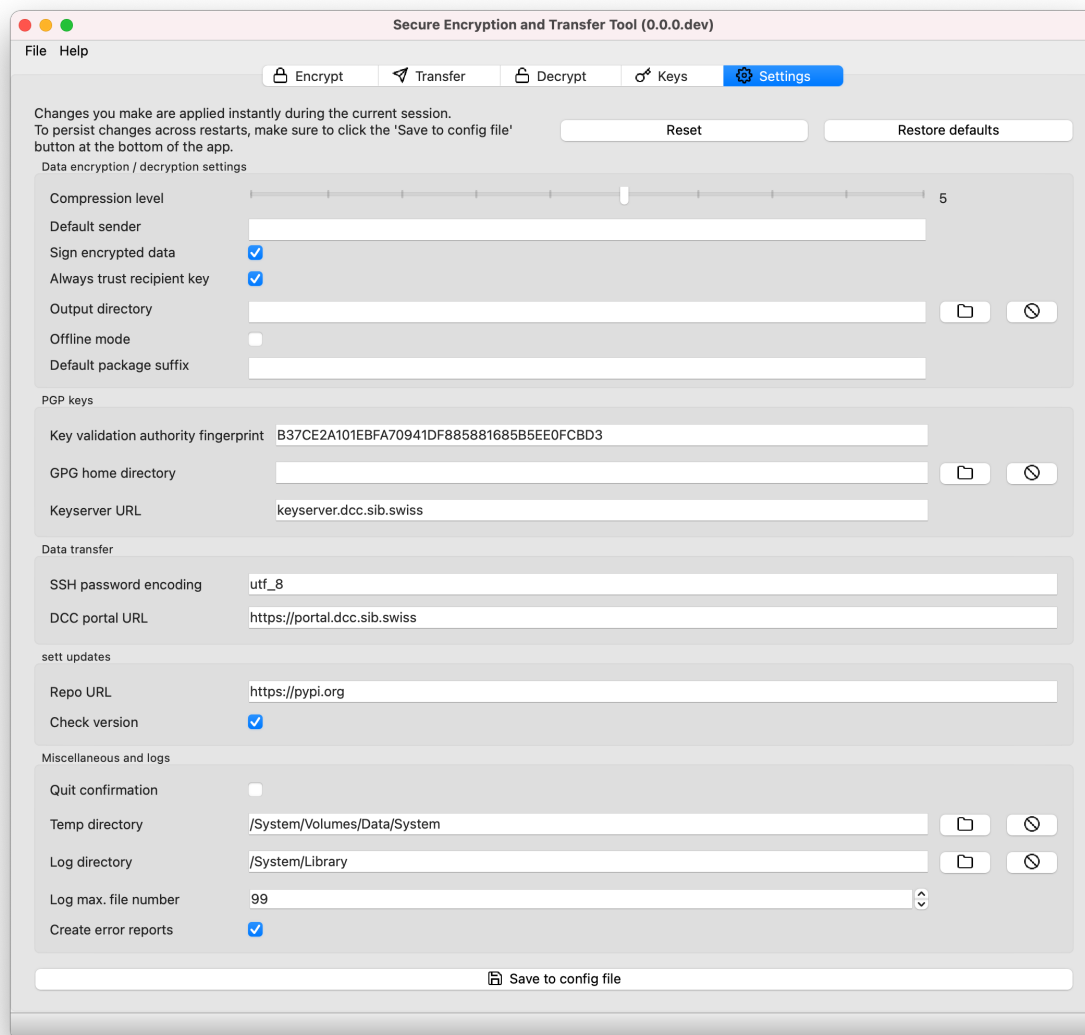 Secure Encryption and Transfer Tool (0.0.0.dev)
File Help
Encrypt Transfer Decrypt Keys Settings
Changes you make are applied instantly during the current session.
To persist changes across restarts, make sure to click the 'Save to config file'
button at the bottom of the app.
Reset Restore defaults
Data encryption / decryption settings
Compression level 5
Default sender
Sign encrypted data
Always trust recipient key
Output directory
Offline mode
Default package suffix
PGP keys
Key validation authority fingerprint B37CE2A101EBFA70941DF885881685B5EE0FCBD3
GPG home directory
Keyserver URL keyserver.dcc.sib.swiss
Data transfer
SSH password encoding utf_8
DCC portal URL https://portal.dcc.sib.swiss
sett updates
Repo URL https://pypi.org
Check version
Miscellaneous and logs
Quit confirmation
Temp directory /System/Volumes/Data/System
Log directory /System/Library
Log max. file number 99
Create error reports
Save to config file